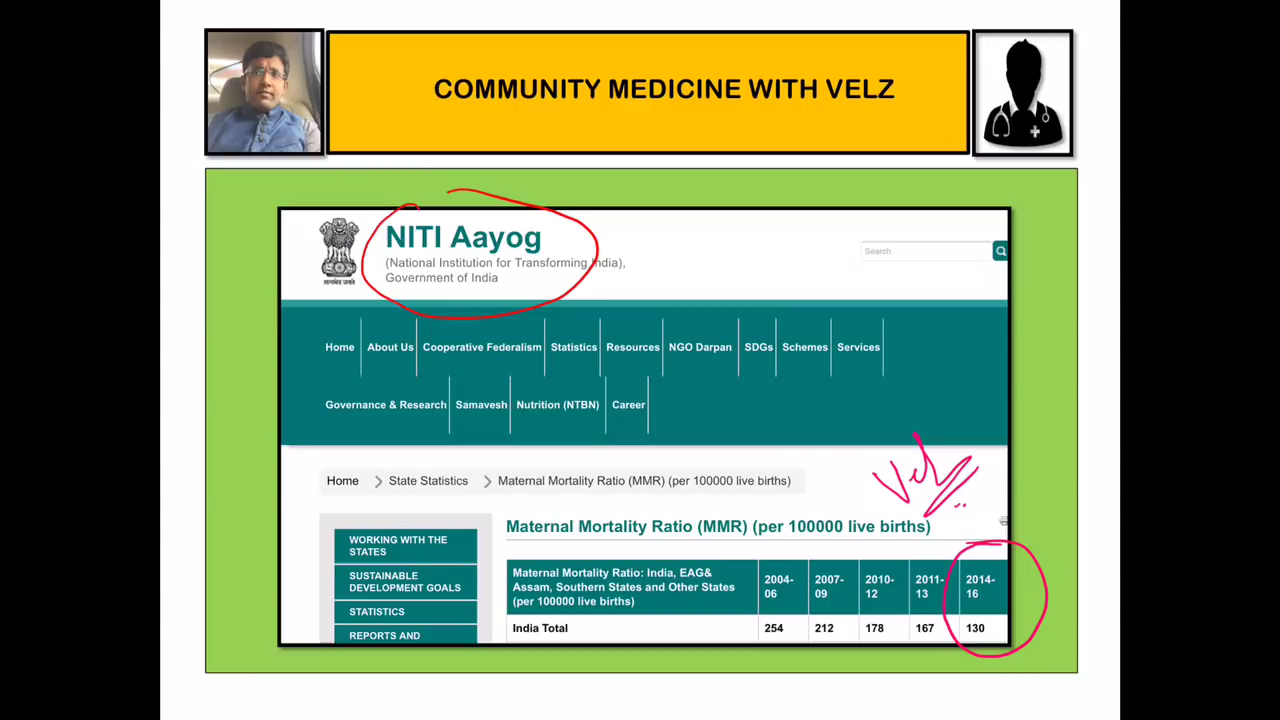 COMMUNITY MEDICINE WITH VELZ
NITI Aayog
(National Institution for Transforming India),
Government of India
सत्यमेव जयते
Search
Home About Us Cooperative Federalism Statistics Resources NGO Darpan SDGs Schemes Services
Governance & Research Samavesh Nutrition (NTBN) Career
Velz
Home State Statistics Maternal Mortality Ratio (MMR) (per 100000 live births)
WORKING WITH THE
STATES
SUSTAINABLE
DEVELOPMENT GOALS
STATISTICS
REPORTS AND
Maternal Mortality Ratio (MMR) (per 100000 live births)
Maternal Mortality Ratio: India, EAG&
Assam, Southern States and Other States
(per 100000 live births)
2004-
06
2007-
09
2010-
12
2011-
13
2014-
16
India Total 254 212 178 167 130